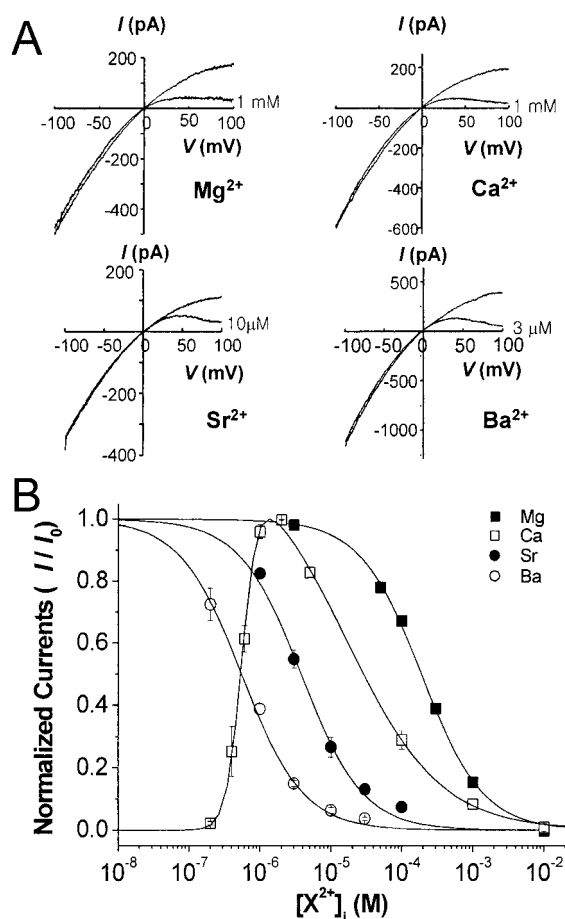 A
I (pA)
200
1 mM
-100 -50 50 100
V (mV)
-200
-400
Mg²⁺
I (pA)
200
1 mM
-100 -50 50 100
V (mV)
-200
-400
-600
Ca²⁺
I (pA)
200
10μM
-100 -50 50 100
V (mV)
-200
-400
Sr²⁺
I (pA)
500
3 μM
-100 -50 50 100
V (mV)
-500
-1000
Ba²⁺
B
Normalized Currents ( I / I₀)
1.0
0.8
0.6
0.4
0.2
0.0
Mg
Ca
Sr
Ba
10⁻⁸ 10⁻⁷ 10⁻⁶ 10⁻⁵ 10⁻⁴ 10⁻³ 10⁻²
[X²⁺]ᵢ (M)